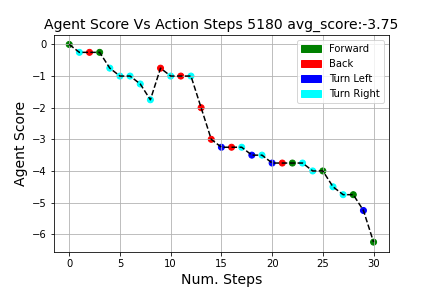 Agent Score Vs Action Steps 5180 avg_score:-3.75
Forward
Back
Turn Left
Turn Right
Agent Score
0
−1
−2
−3
−4
−5
−6
0 5 10 15 20 25 30
Num. Steps